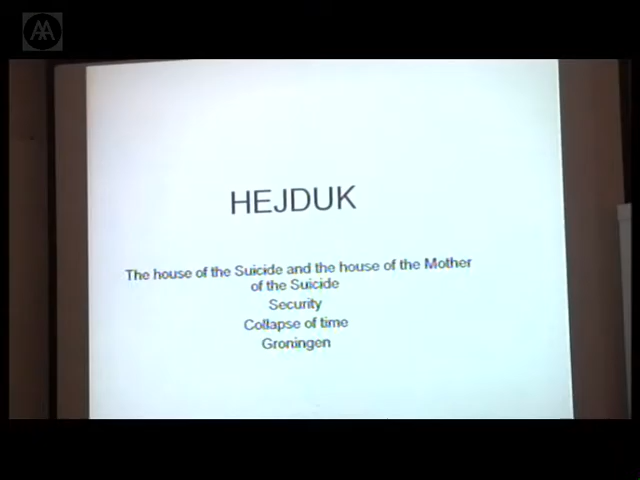 AA
HEJDUK
The house of the Suicide and the house of the Mother
of the Suicide
Security
Collapse of time
Groningen